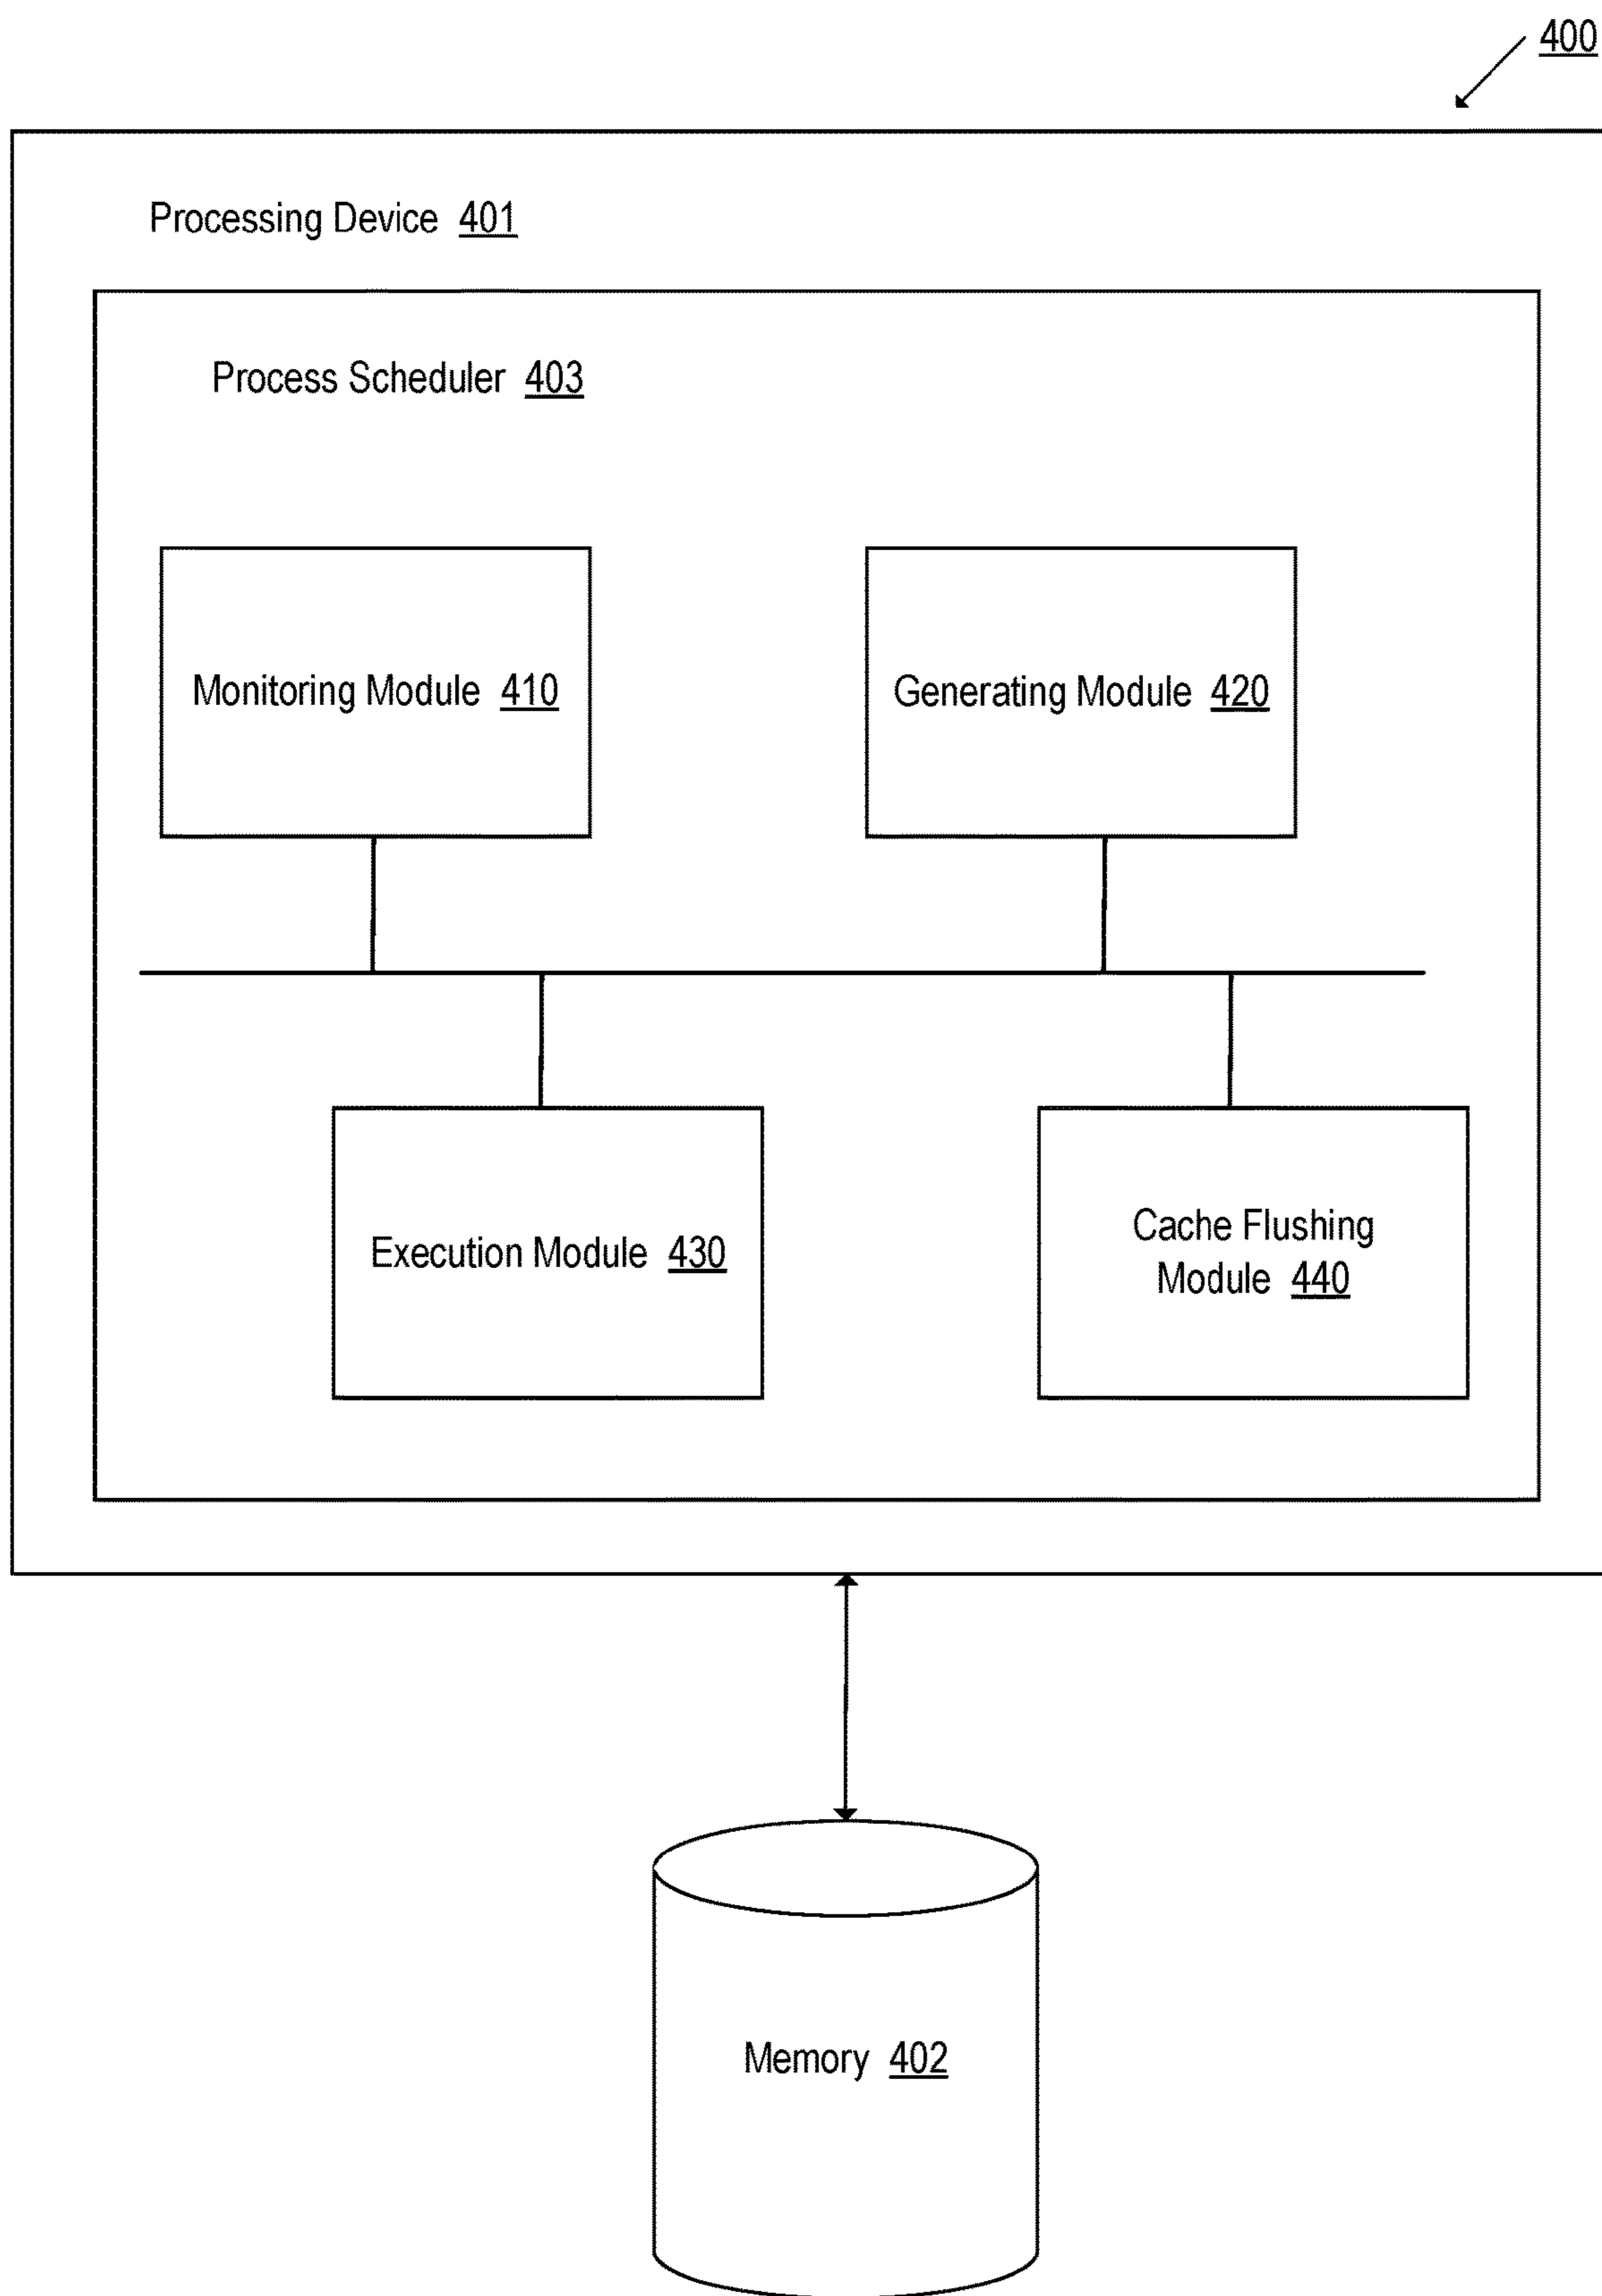 400
Processing Device 401
Process Scheduler 403
Monitoring Module 410
Generating Module 420
Execution Module 430
Cache Flushing
Module 440
Memory 402